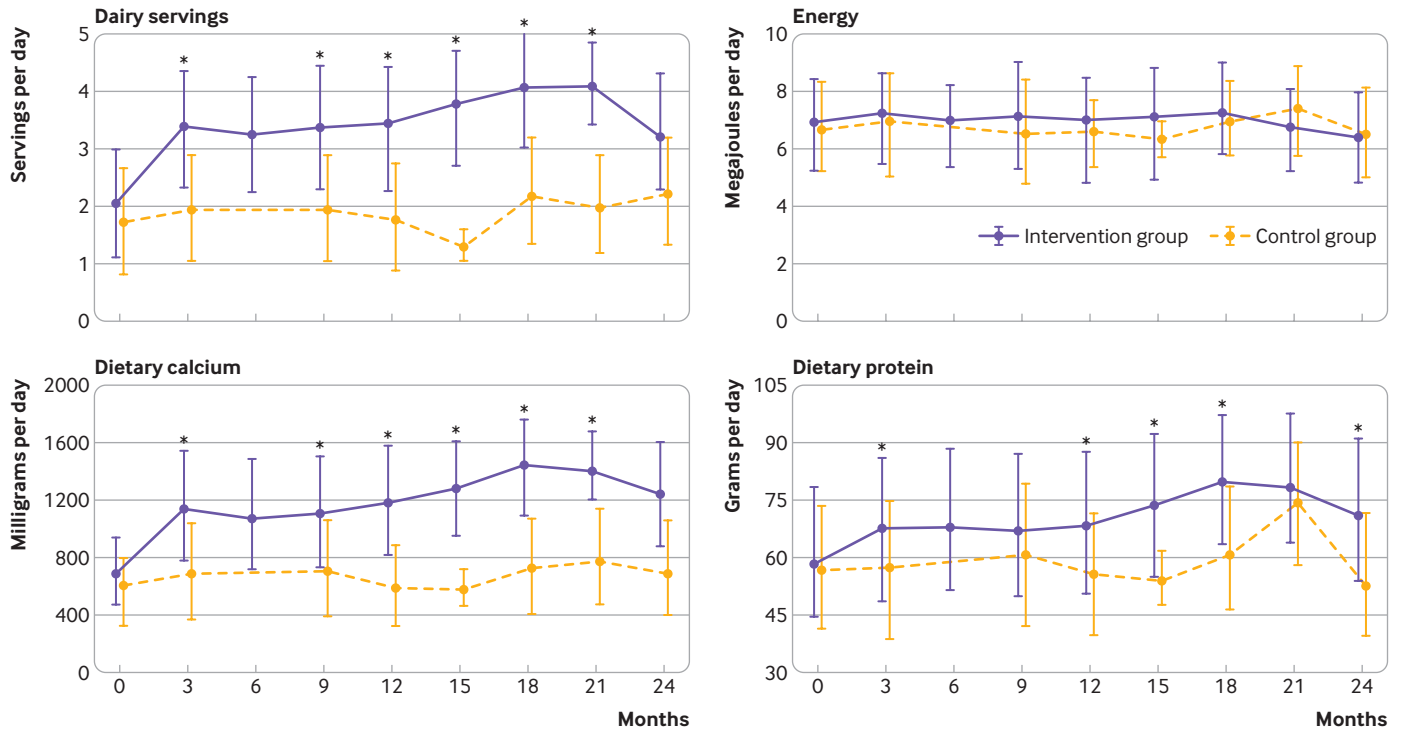 Dairy servings
Servings per day
5
4
3
2
1
0
* * * * * *
Energy
Megajoules per day
10
8
6
4
2
0
Intervention group
Control group
Dietary calcium
Milligrams per day
2000
1600
1200
800
400
0
* * * * * *
0 3 6 9 12 15 18 21 24
Months
Dietary protein
Grams per day
105
90
75
60
45
30
* * * * *
0 3 6 9 12 15 18 21 24
Months